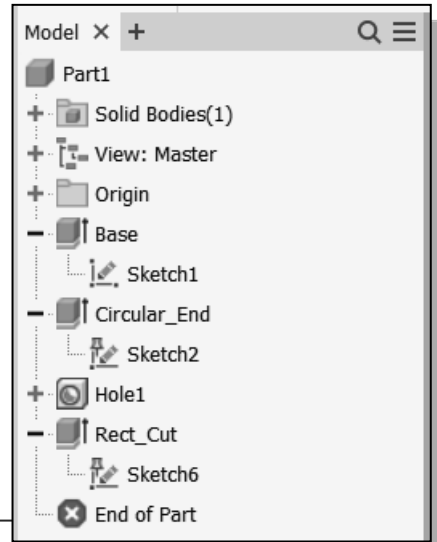 Model × +
Part1
Solid Bodies(1)
View: Master
Origin
Base
Sketch1
Circular_End
Sketch2
Hole1
Rect_Cut
Sketch6
End of Part